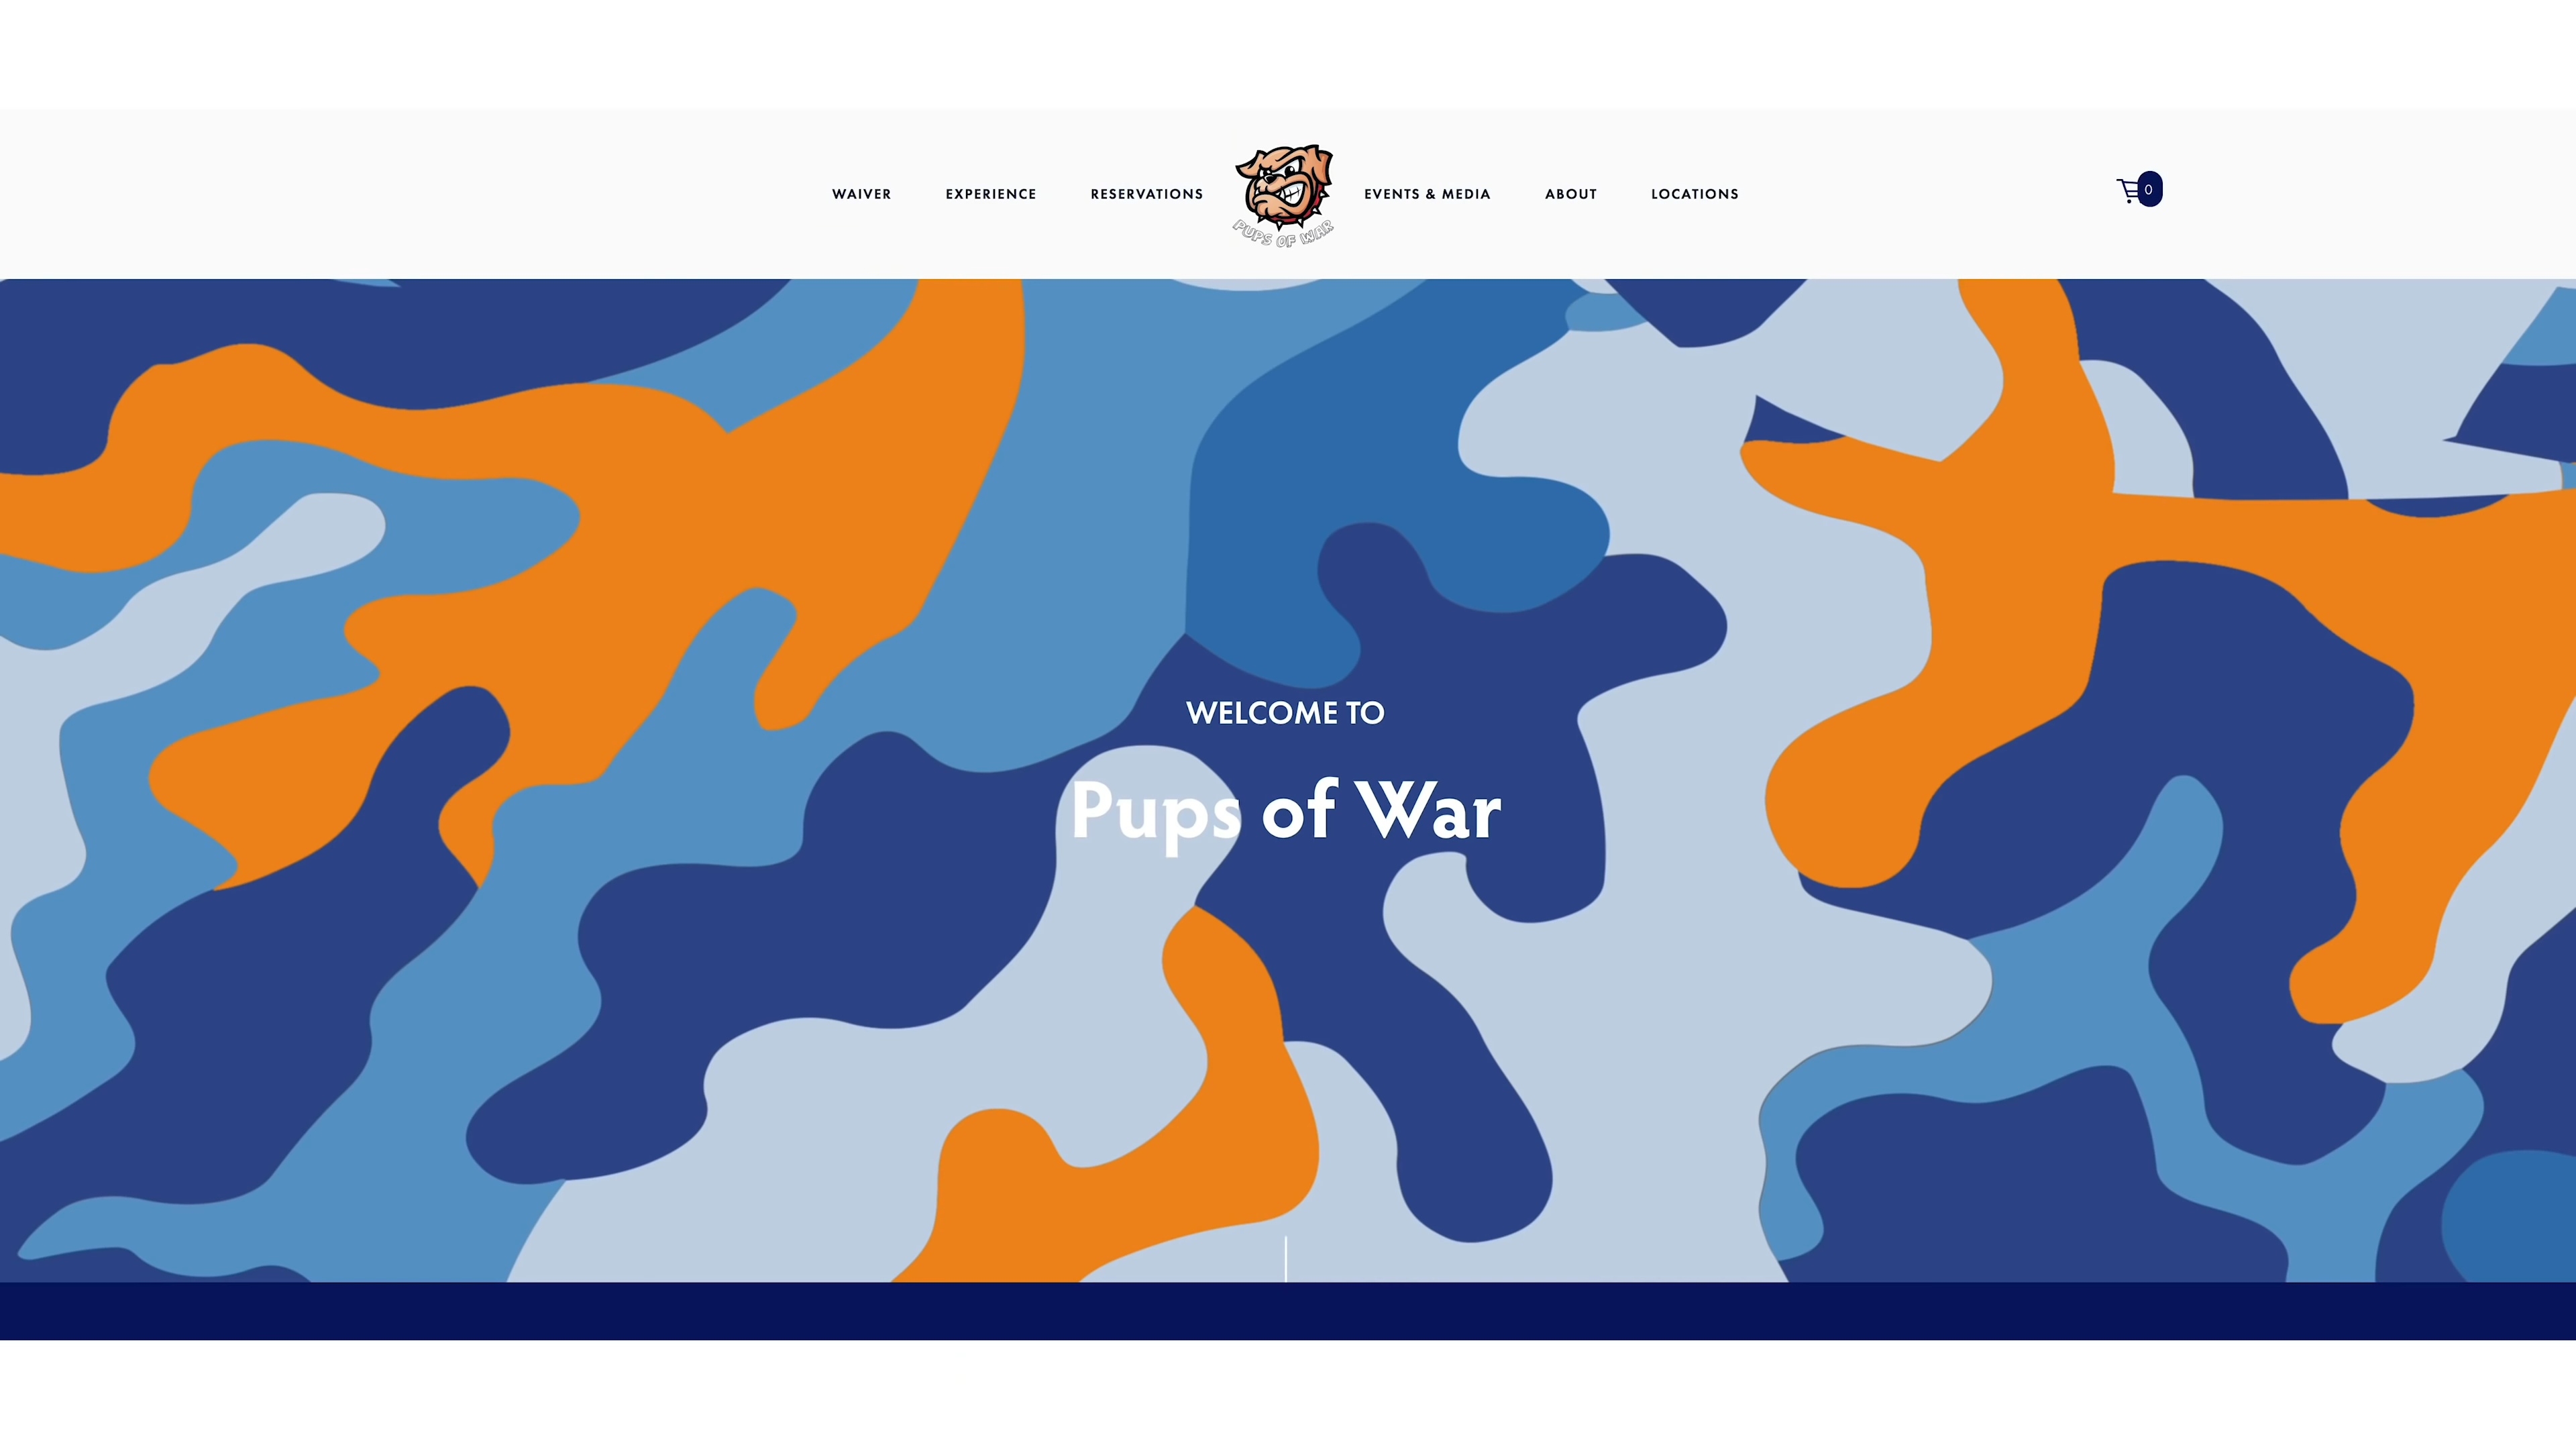 WAIVER EXPERIENCE RESERVATIONS PUPS OF WAR EVENTS & MEDIA ABOUT LOCATIONS 0
WELCOME TO
Pups of War